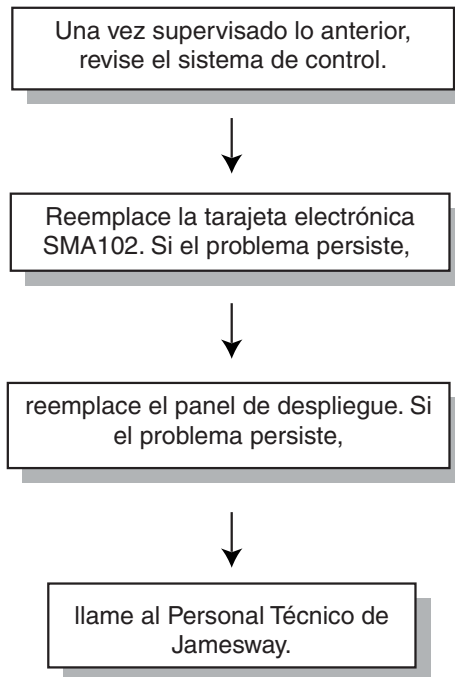 Una vez supervisado lo anterior,
revise el sistema de control.
Reemplace la tarajeta electrónica
SMA102. Si el problema persiste,
reemplace el panel de despliegue. Si
el problema persiste,
llame al Personal Técnico de
Jamesway.